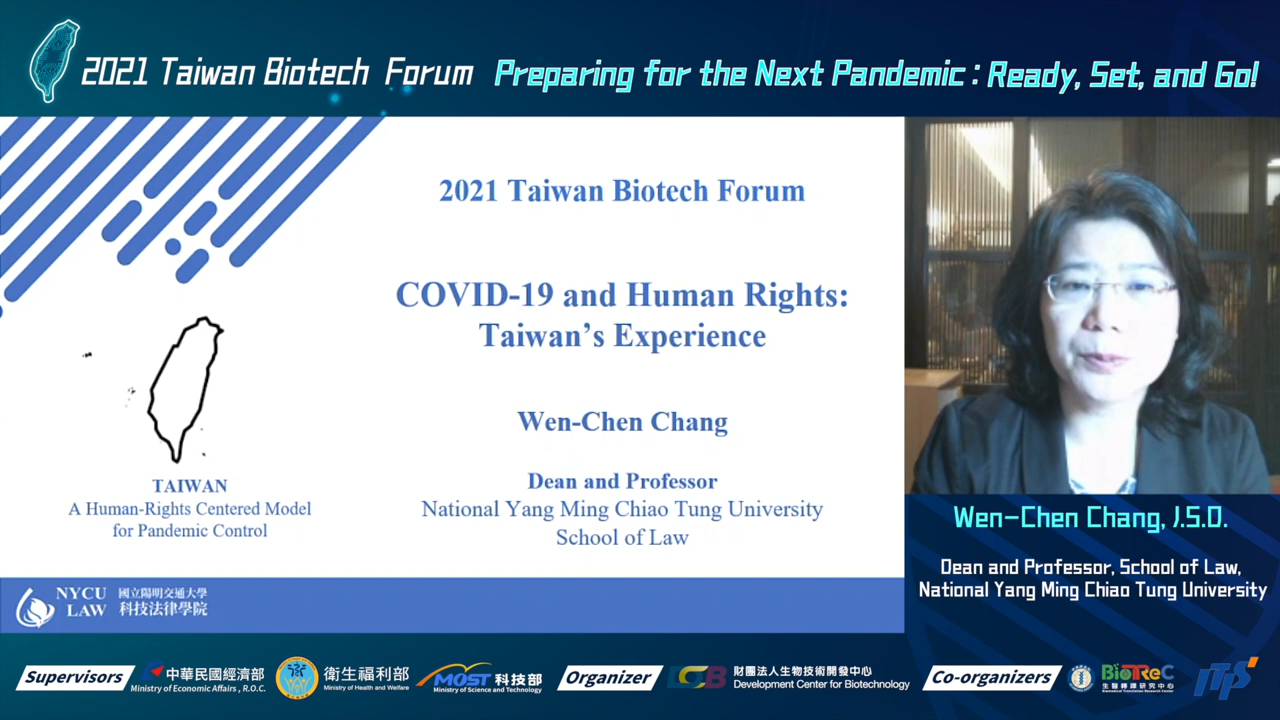 2021 Taiwan Biotech Forum Preparing for the Next Pandemic : Ready, Set, and Go!
2021 Taiwan Biotech Forum
COVID-19 and Human Rights:
Taiwan's Experience
Wen-Chen Chang
Dean and Professor
National Yang Ming Chiao Tung University
School of Law
TAIWAN
A Human-Rights Centered Model
for Pandemic Control
NYCU
LAW
國立陽明交通大學
科技法律學院
Wen-Chen Chang, J.S.D.
Dean and Professor, School of Law,
National Yang Ming Chiao Tung University
Supervisors
中華民國經濟部
Ministry of Economic Affairs , R.O.C.
衛生福利部
Ministry of Health and Welfare
MOST 科技部
Ministry of Science and Technology
Organizer
DCB
財團法人生物技術開發中心
Development Center for Biotechnology
Co-organizers
BioTReC
生醫轉譯研究中心
Biomedical Translation Research Center
ITIS